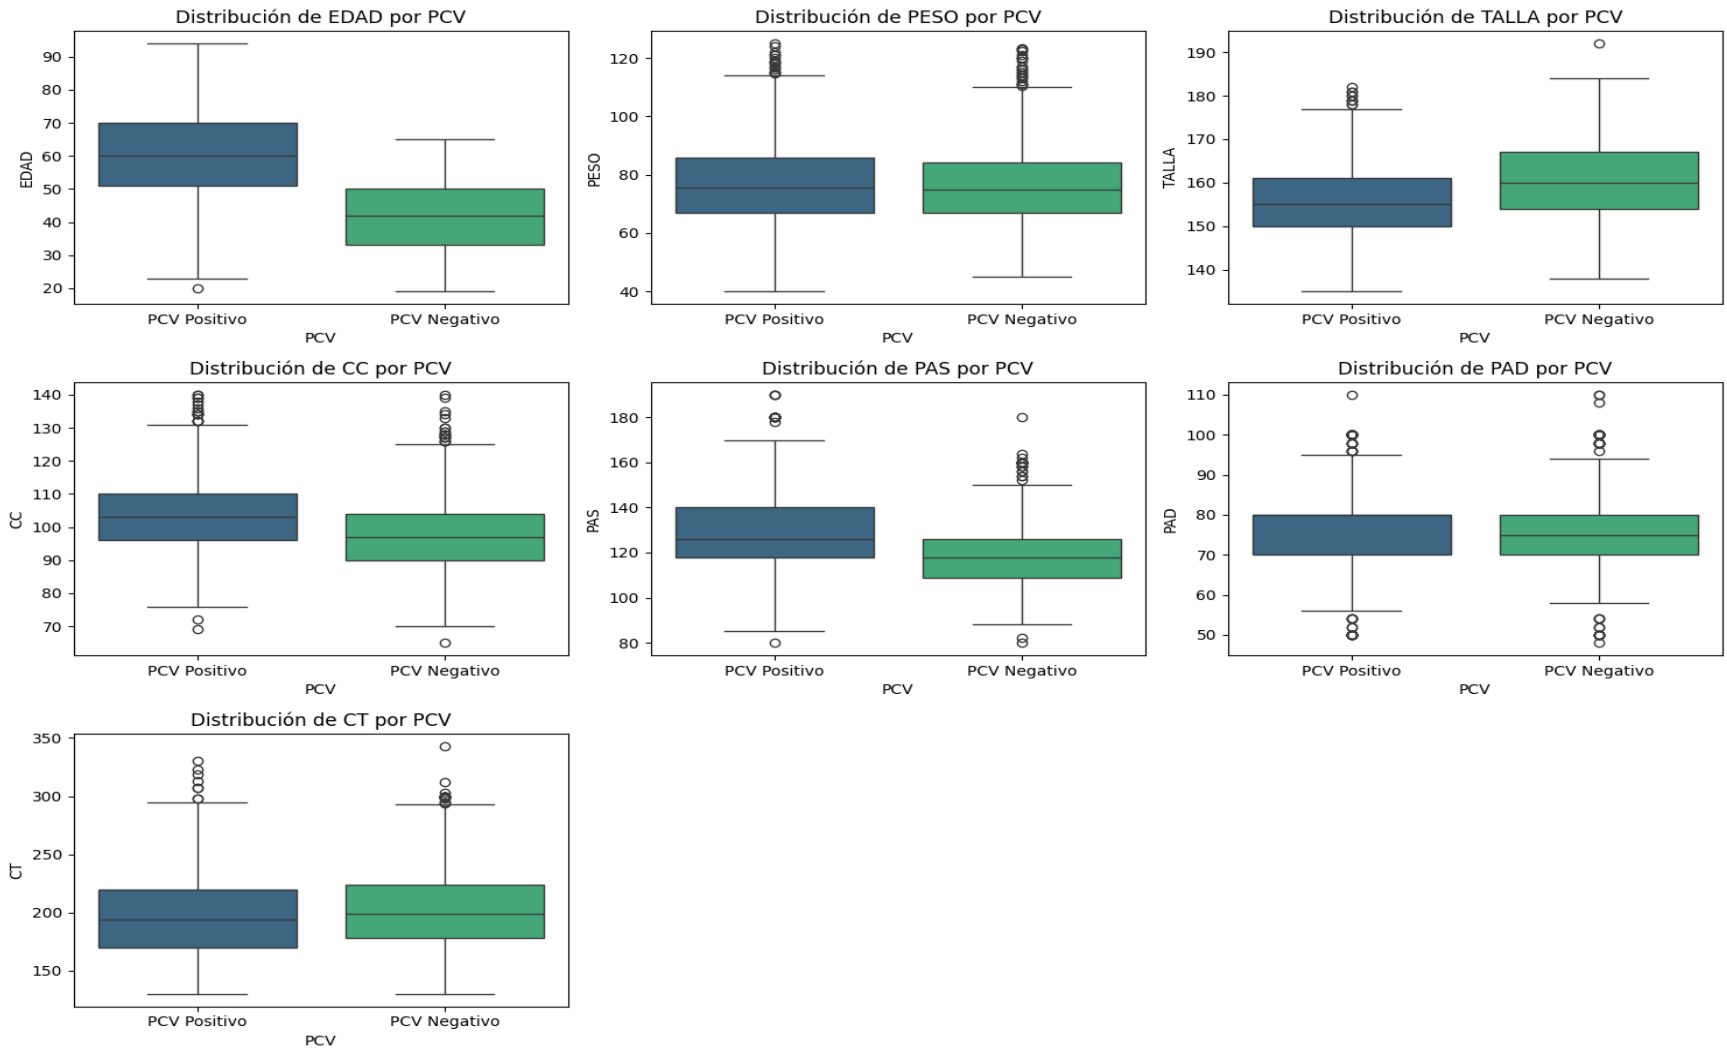 Distribución de EDAD por PCV
90
80
70
60
50
40
30
20
EDAD
PCV Positivo
PCV Negativo
PCV
Distribución de PESO por PCV
120
100
80
60
40
PESO
PCV Positivo
PCV Negativo
PCV
Distribución de TALLA por PCV
190
180
170
160
150
140
TALLA
PCV Positivo
PCV Negativo
PCV
Distribución de CC por PCV
140
130
120
110
100
90
80
70
CC
PCV Positivo
PCV Negativo
PCV
Distribución de PAS por PCV
180
160
140
120
100
80
PAS
PCV Positivo
PCV Negativo
PCV
Distribución de PAD por PCV
110
100
90
80
70
60
50
PAD
PCV Positivo
PCV Negativo
PCV
Distribución de CT por PCV
350
300
250
200
150
CT
PCV Positivo
PCV Negativo
PCV